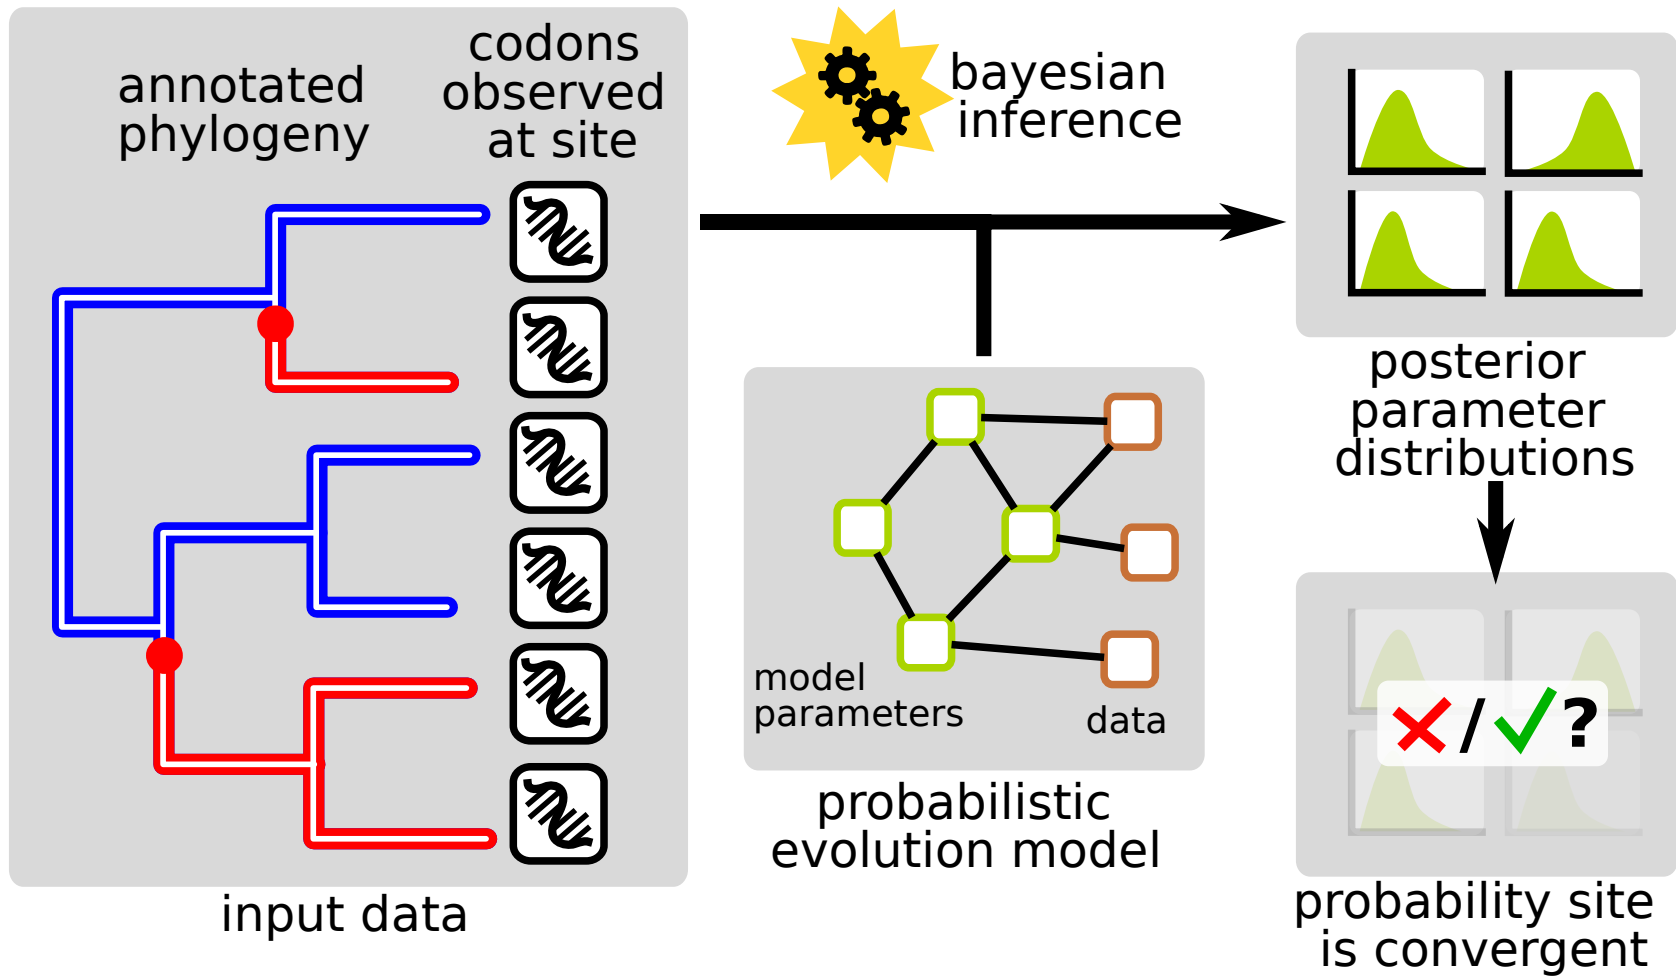 annotated
phylogeny
codons
observed
at site
input data
bayesian
inference
model
parameters
data
probabilistic
evolution model
posterior
parameter
distributions
/ ?
probability site
is convergent